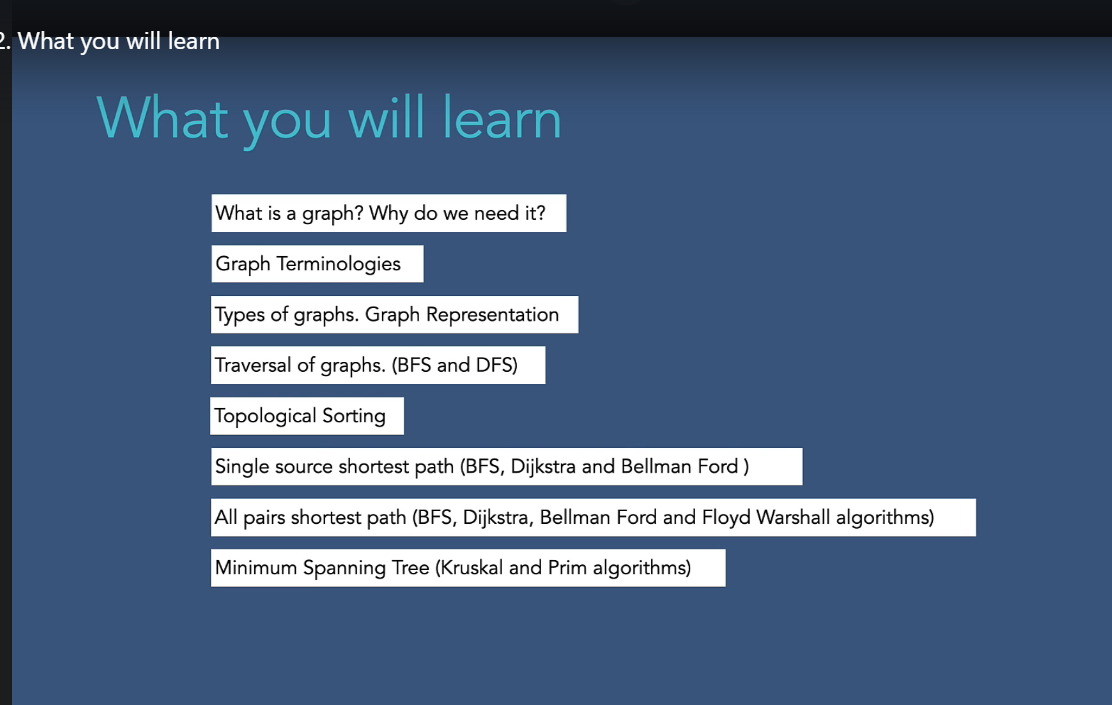 2. What you will learn
What you will learn
What is a graph? Why do we need it?
Graph Terminologies
Types of graphs. Graph Representation
Traversal of graphs. (BFS and DFS)
Topological Sorting
Single source shortest path (BFS, Dijkstra and Bellman Ford )
All pairs shortest path (BFS, Dijkstra, Bellman Ford and Floyd Warshall algorithms)
Minimum Spanning Tree (Kruskal and Prim algorithms)